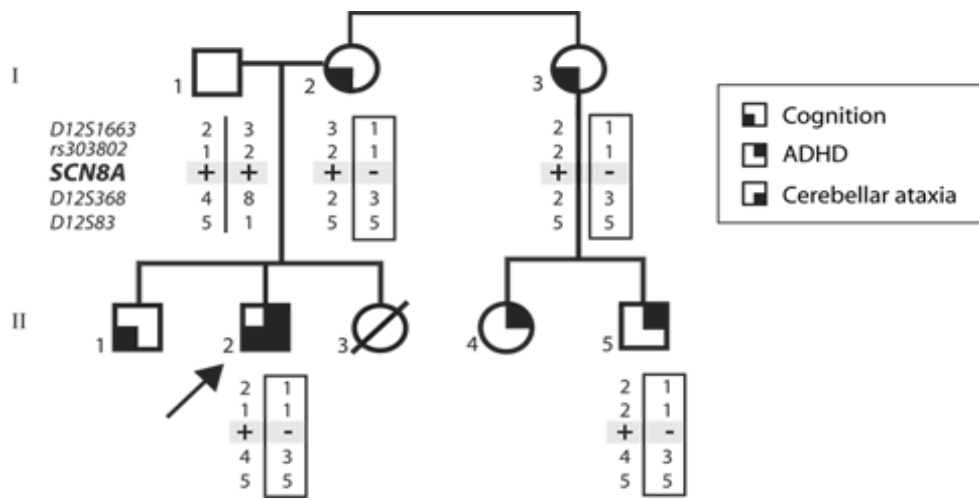 I
1
2
3
D12S1663 2 3 3 1 2 1
rs303802 1 2 2 1 2 1
SCN8A + + + - + -
D12S368 4 8 2 3 2 3
D12S83 5 1 5 5 5 5
Cognition
ADHD
Cerebellar ataxia
II
1
2
3
4
5
2 1 2 1
1 1 2 1
+ - + -
4 3 4 3
5 5 5 5